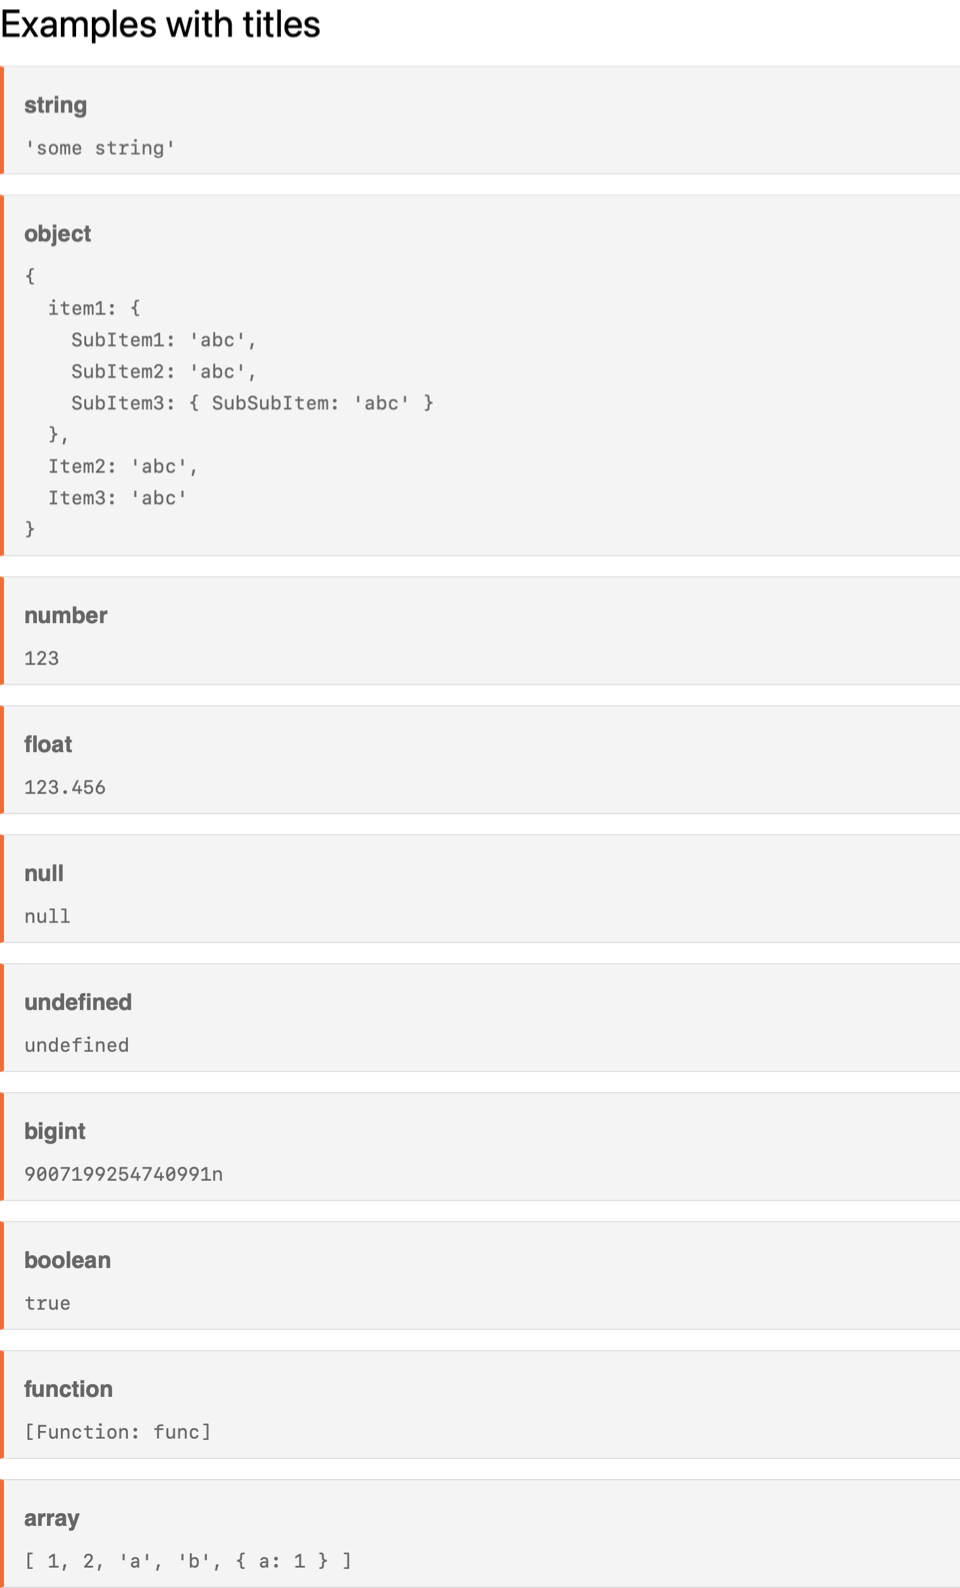 Examples with titles
string
'some string'
object
{
  item1: {
    SubItem1: 'abc',
    SubItem2: 'abc',
    SubItem3: { SubSubItem: 'abc' }
  },
  Item2: 'abc',
  Item3: 'abc'
}
number
123
float
123.456
null
null
undefined
undefined
bigint
9007199254740991n
boolean
true
function
[Function: func]
array
[ 1, 2, 'a', 'b', { a: 1 } ]